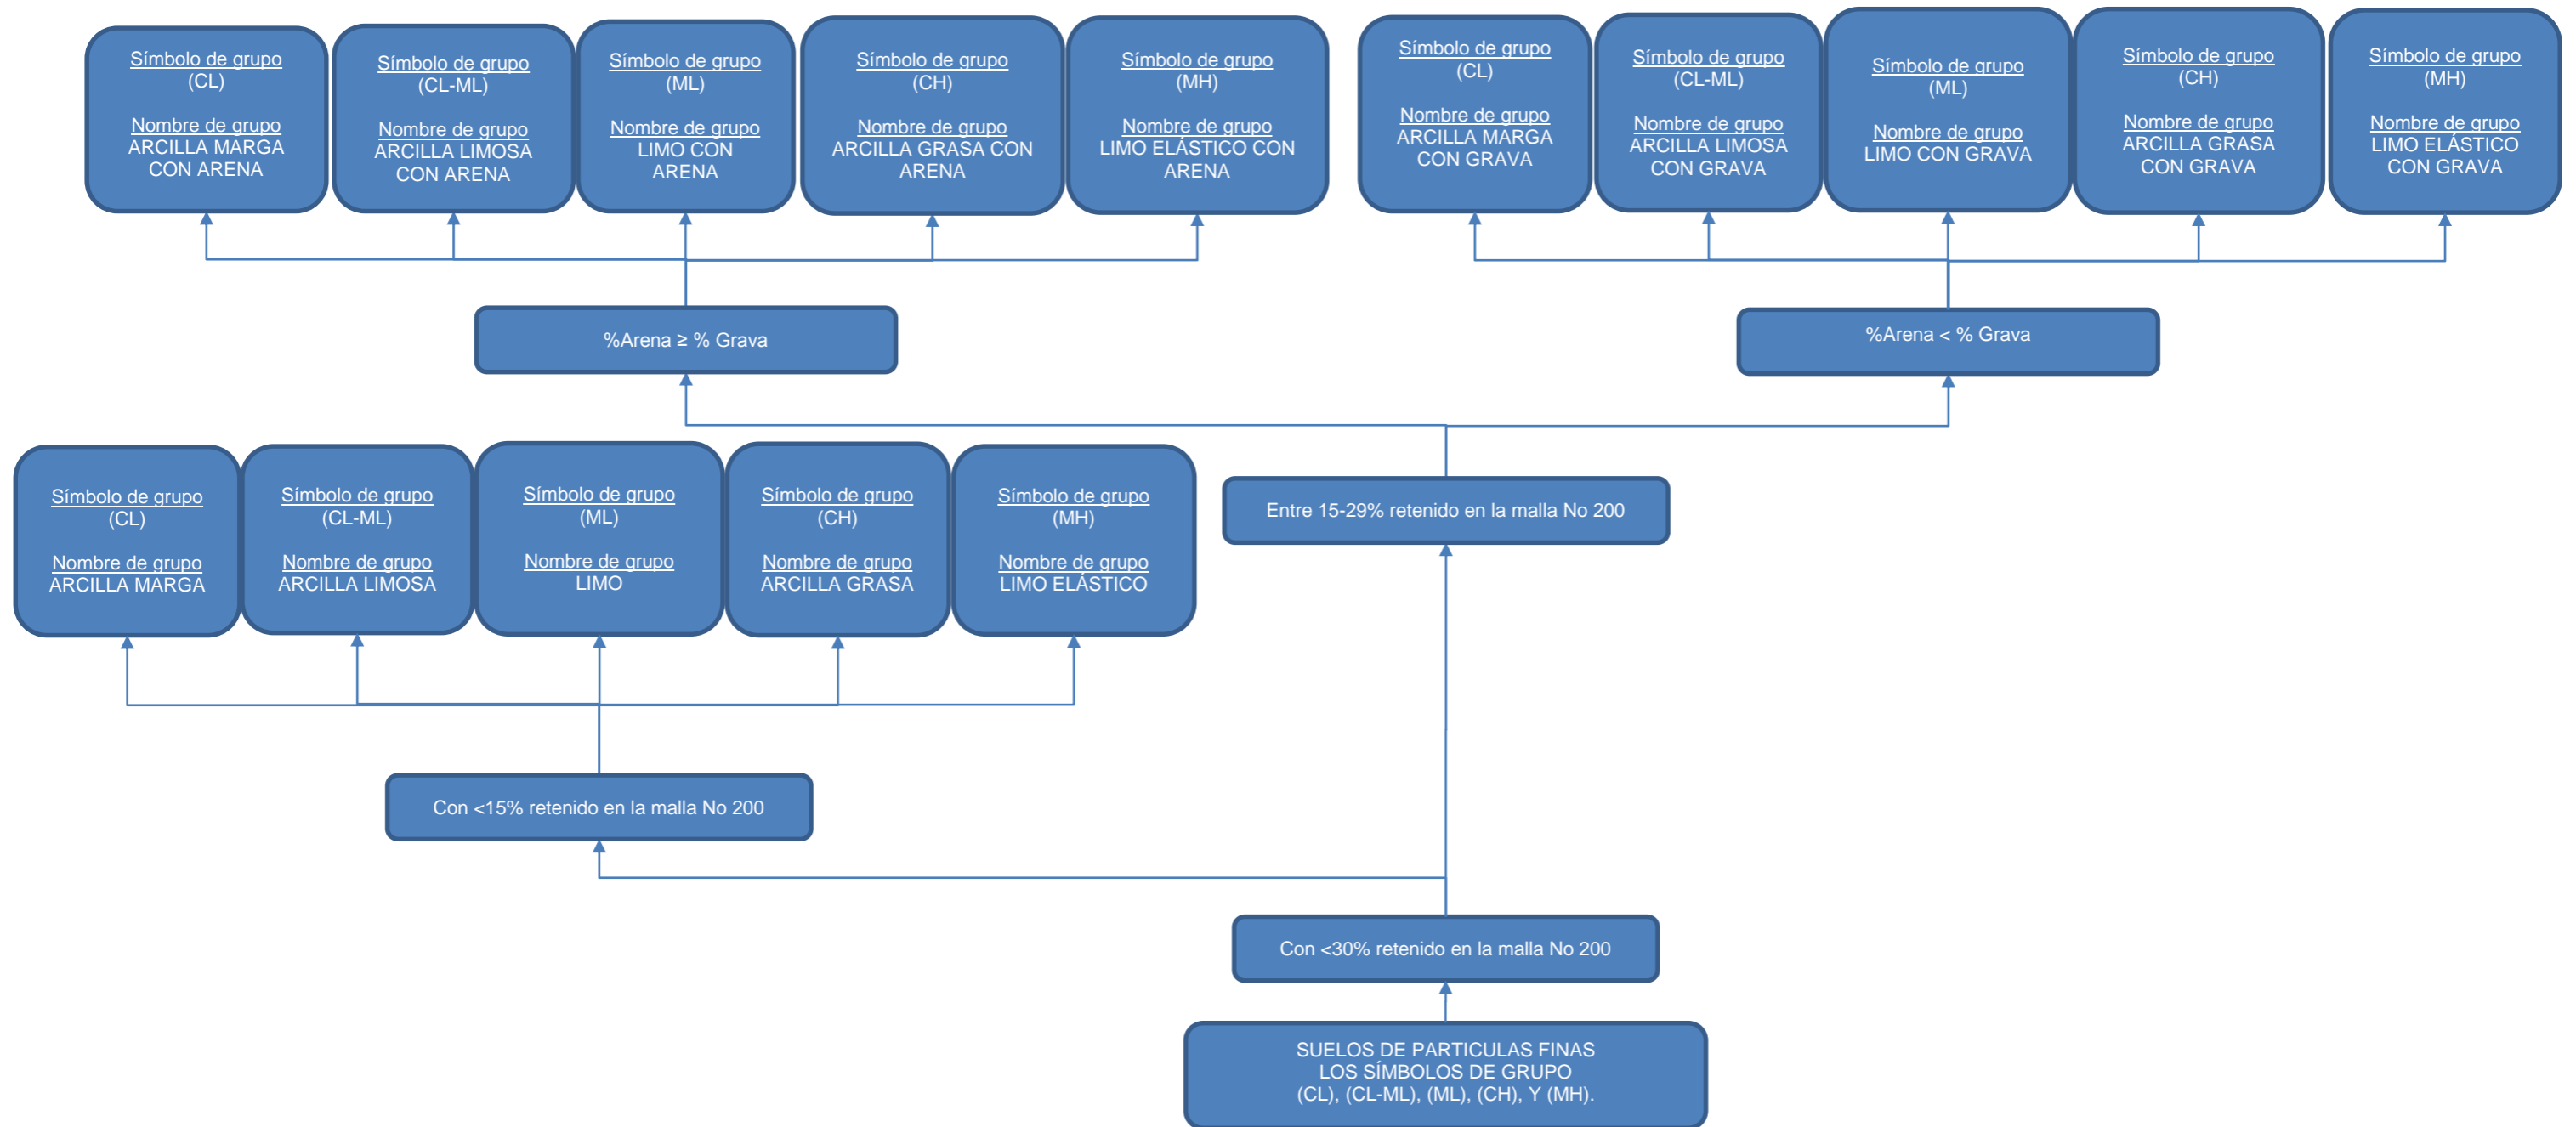 Símbolo de grupo
(CL)
Nombre de grupo
ARCILLA MARGA
CON ARENA
Símbolo de grupo
(CL-ML)
Nombre de grupo
ARCILLA LIMOSA
CON ARENA
Símbolo de grupo
(ML)
Nombre de grupo
LIMO CON
ARENA
Símbolo de grupo
(CH)
Nombre de grupo
ARCILLA GRASA CON
ARENA
Símbolo de grupo
(MH)
Nombre de grupo
LIMO ELÁSTICO CON
ARENA
Símbolo de grupo
(CL)
Nombre de grupo
ARCILLA MARGA
CON GRAVA
Símbolo de grupo
(CL-ML)
Nombre de grupo
ARCILLA LIMOSA
CON GRAVA
Símbolo de grupo
(ML)
Nombre de grupo
LIMO CON GRAVA
Símbolo de grupo
(CH)
Nombre de grupo
ARCILLA GRASA
CON GRAVA
Símbolo de grupo
(MH)
Nombre de grupo
LIMO ELÁSTICO
CON GRAVA
%Arena ≥ % Grava
%Arena < % Grava
Símbolo de grupo
(CL)
Nombre de grupo
ARCILLA MARGA
Símbolo de grupo
(CL-ML)
Nombre de grupo
ARCILLA LIMOSA
Símbolo de grupo
(ML)
Nombre de grupo
LIMO
Símbolo de grupo
(CH)
Nombre de grupo
ARCILLA GRASA
Símbolo de grupo
(MH)
Nombre de grupo
LIMO ELÁSTICO
Entre 15-29% retenido en la malla No 200
Con <15% retenido en la malla No 200
Con <30% retenido en la malla No 200
SUELOS DE PARTICULAS FINAS
LOS SÍMBOLOS DE GRUPO
(CL), (CL-ML), (ML), (CH), Y (MH).